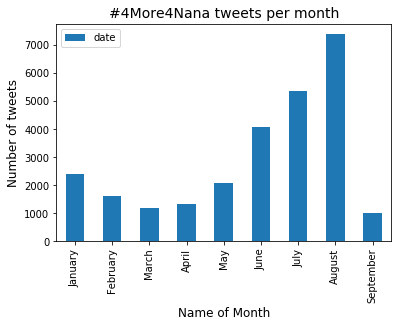 #4More4Nana tweets per month
date
Number of tweets
7000
6000
5000
4000
3000
2000
1000
0
January
February
March
April
May
June
July
August
September
Name of Month